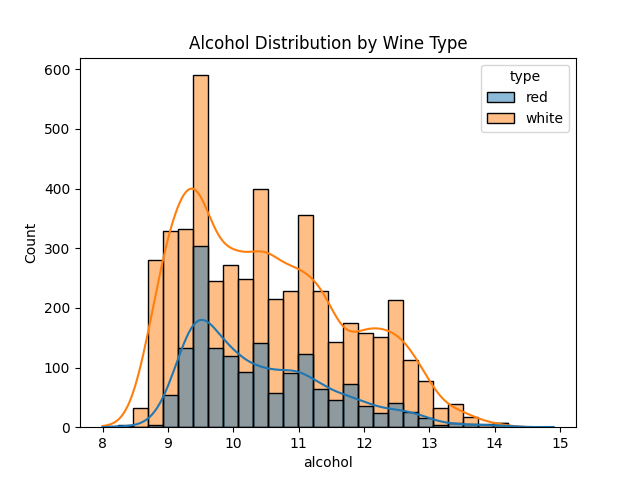 Alcohol Distribution by Wine Type
type
red
white
600
500
400
300
200
100
0
Count
8 9 10 11 12 13 14 15
alcohol